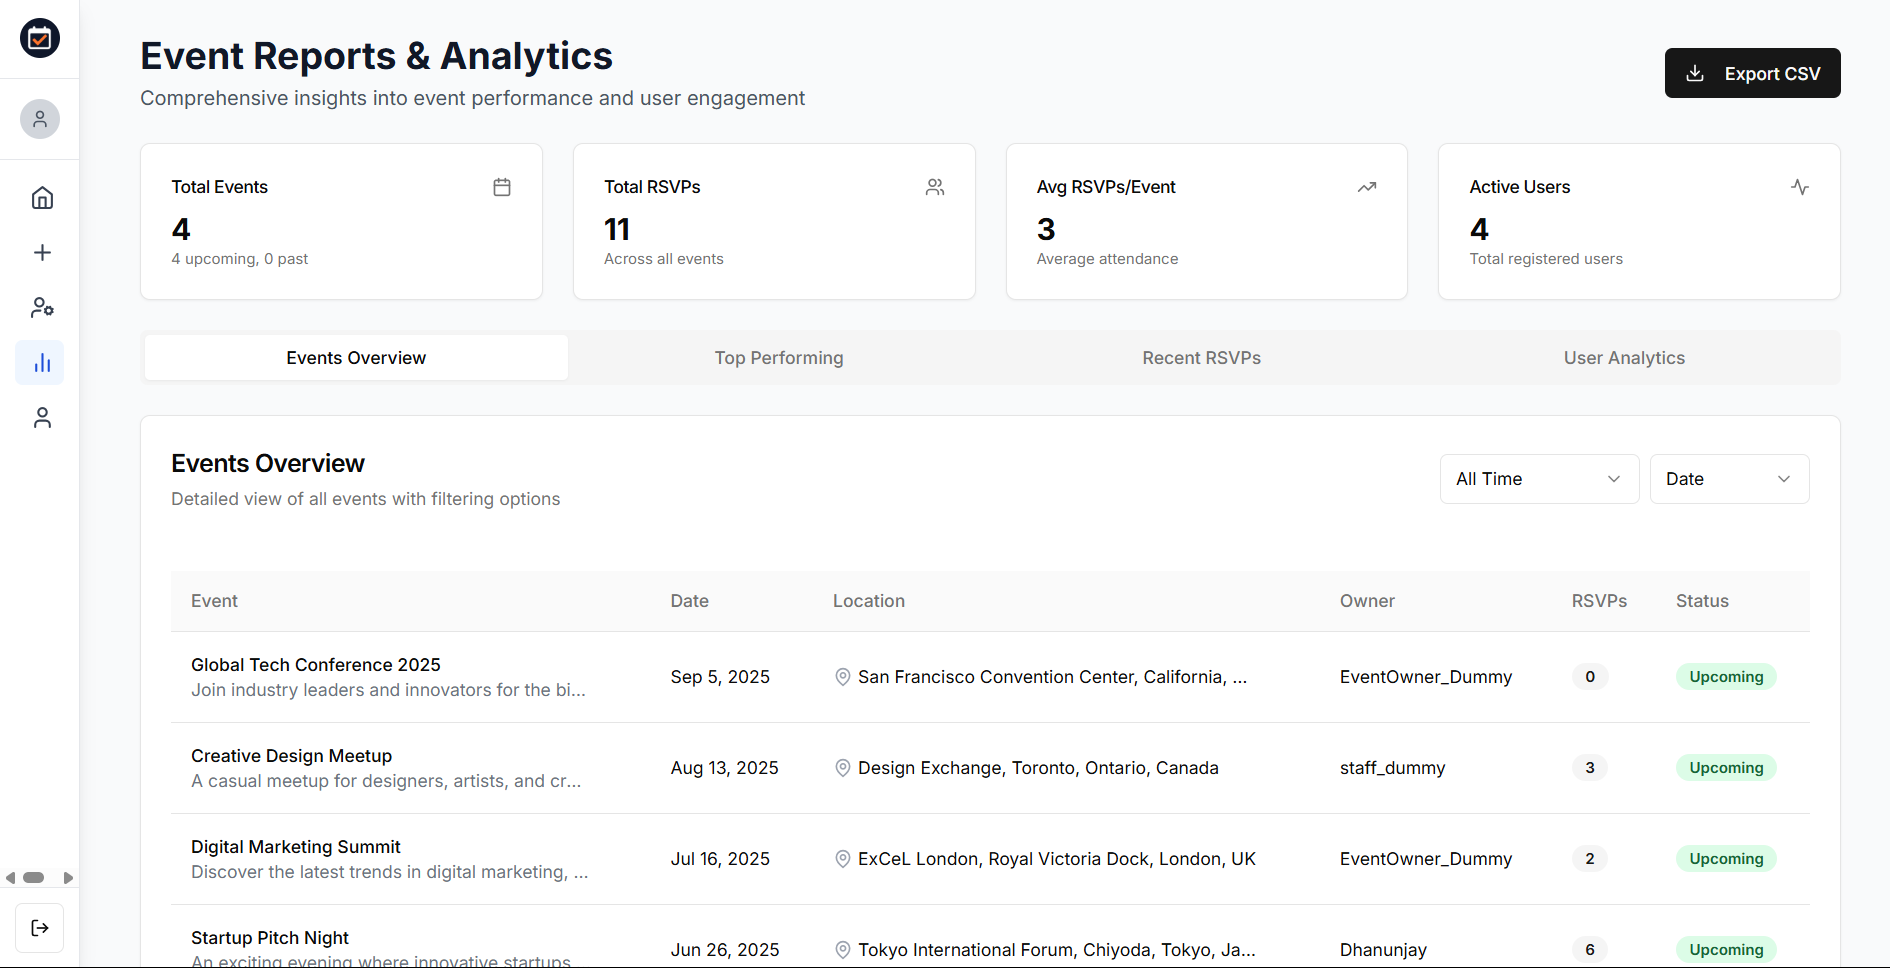 Event Reports & Analytics
Comprehensive insights into event performance and user engagement
Export CSV
Total Events
4
4 upcoming, 0 past
Total RSVPs
11
Across all events
Avg RSVPs/Event
3
Average attendance
Active Users
4
Total registered users
Events Overview
Top Performing
Recent RSVPs
User Analytics
Events Overview
Detailed view of all events with filtering options
All Time
Date
Event Date Location Owner RSVPs Status
Global Tech Conference 2025
Join industry leaders and innovators for the bi...
Sep 5, 2025
San Francisco Convention Center, California, ...
EventOwner_Dummy
0
Upcoming
Creative Design Meetup
A casual meetup for designers, artists, and cr...
Aug 13, 2025
Design Exchange, Toronto, Ontario, Canada
staff_dummy
3
Upcoming
Digital Marketing Summit
Discover the latest trends in digital marketing, ...
Jul 16, 2025
ExCeL London, Royal Victoria Dock, London, UK
EventOwner_Dummy
2
Upcoming
Startup Pitch Night
An exciting evening where innovative startups
Jun 26, 2025
Tokyo International Forum, Chiyoda, Tokyo, Ja...
Dhanunjay
6
Upcoming